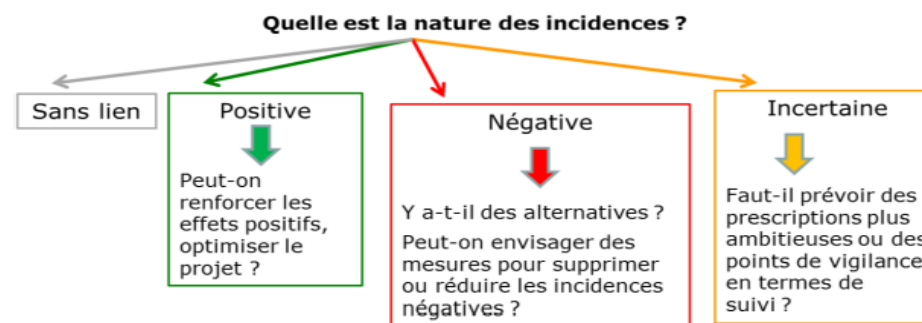 Quelle est la nature des incidences ?
Sans lien
Positive
Peut-on
renforcer les
effets positifs,
optimiser le
projet ?
Négative
Y a-t-il des alternatives ?
Peut-on envisager des
mesures pour supprimer
ou réduire les incidences
négatives ?
Incertaine
Faut-il prévoir des
prescriptions plus
ambitieuses ou des
points de vigilance
en termes de
suivi ?